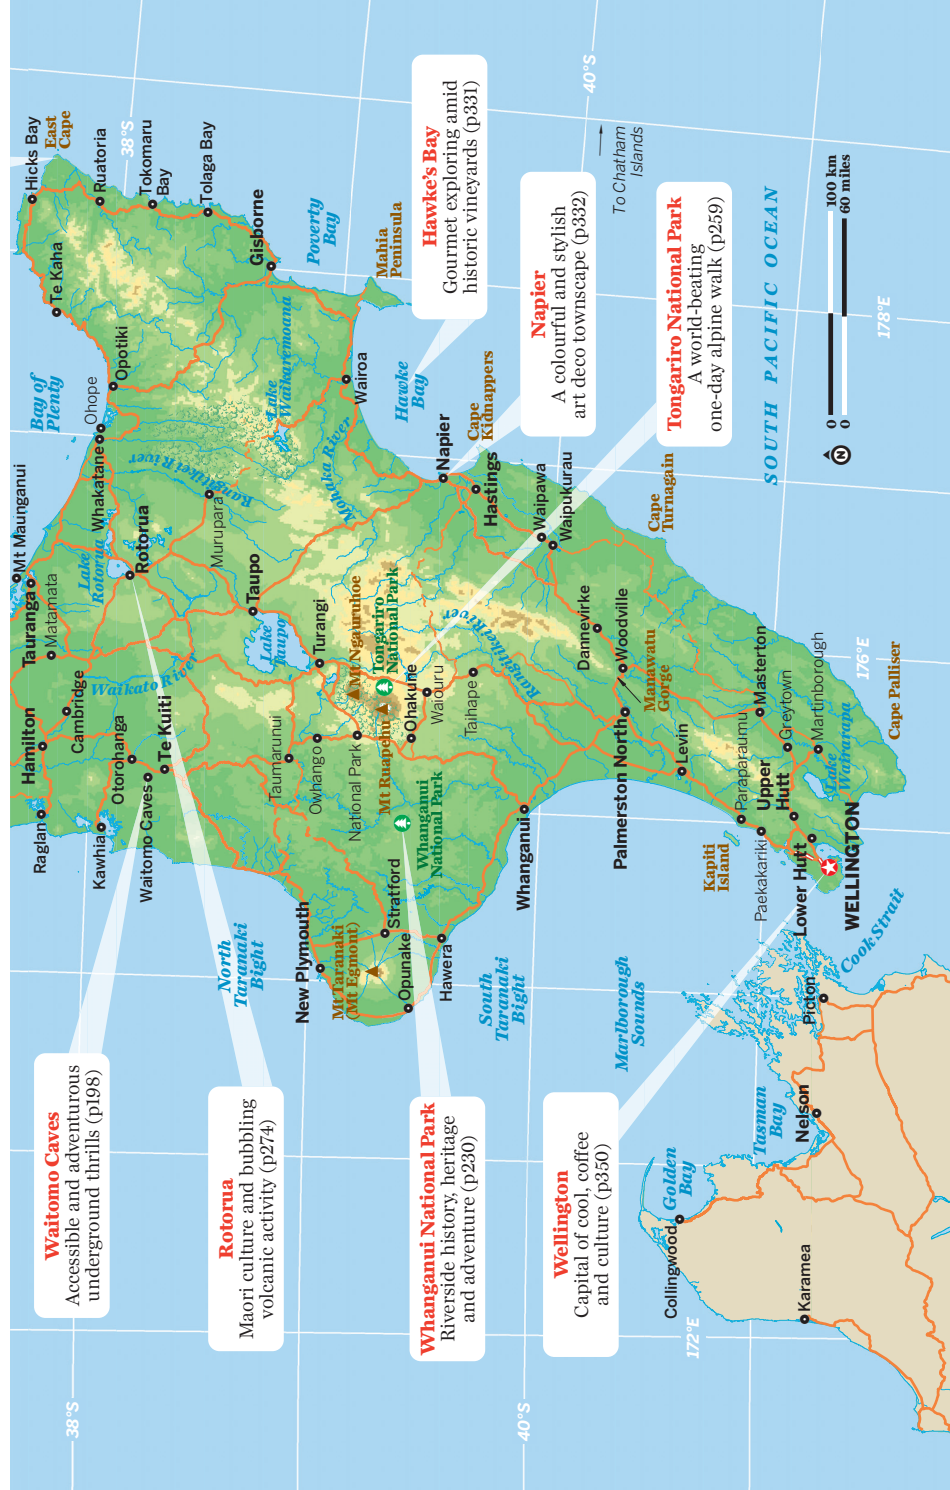 Waitomo Caves
Accessible and adventurous
underground thrills (p198)
Rotorua
Maori culture and bubbling
volcanic activity (p274)
Whanganui National Park
Riverside history, heritage
and adventure (p230)
Wellington
Capital of cool, coffee
and culture (p350)
Hawke's Bay
Gourmet exploring amid
historic vineyards (p331)
Napier
A colourful and stylish
art deco townscape (p332)
Tongariro National Park
A world-beating
one-day alpine walk (p259)
38°S
38°S
40°S
40°S
172°E
176°E
178°E
Raglan
Hamilton
Tauranga
Mt Maunganui
Matamata
Cambridge
Kawhia
Otorohanga
Waitomo Caves
Te Kuiti
Waikato River
Lake
Rotorua
Rotorua
Whakatane
Ohope
Bay of
Plenty
Opotiki
Te Kaha
Hicks Bay
East
Cape
Ruatoria
Tokomaru
Bay
Tolaga Bay
Gisborne
Poverty
Bay
Mahia
Peninsula
Rangitikei River
Murupara
Lake
Waikaremoana
Wairoa
Mohaka River
Hawke
Bay
Taupo
Lake
Taupo
Turangi
Taumarunui
Owhango
National Park
Mt Ngauruhoe
Tongariro
National Park
Mt Ruapehu
Ohakune
Waiouru
Taihape
Rangitikei River
Whanganui
National Park
North
Taranaki
Bight
New Plymouth
Mt Taranaki
(Mt Egmont)
Stratford
Opunake
Hawera
South
Taranaki
Bight
Whanganui
Napier
Cape
Kidnappers
Hastings
Waipawa
Waipukurau
Cape
Turnagain
Dannevirke
Woodville
Manawatu
Gorge
Palmerston North
Levin
Kapiti
Island
Paraparaumu
Paekakariki
Upper
Hutt
Lower Hutt
WELLINGTON
Masterton
Greytown
Martinborough
Lake
Wairarapa
Cape Palliser
Cook Strait
Marlborough
Sounds
Picton
Tasman
Bay
Nelson
Golden
Bay
Collingwood
Karamea
To Chatham
Islands
SOUTH PACIFIC OCEAN
N
0
100 km
0
60 miles